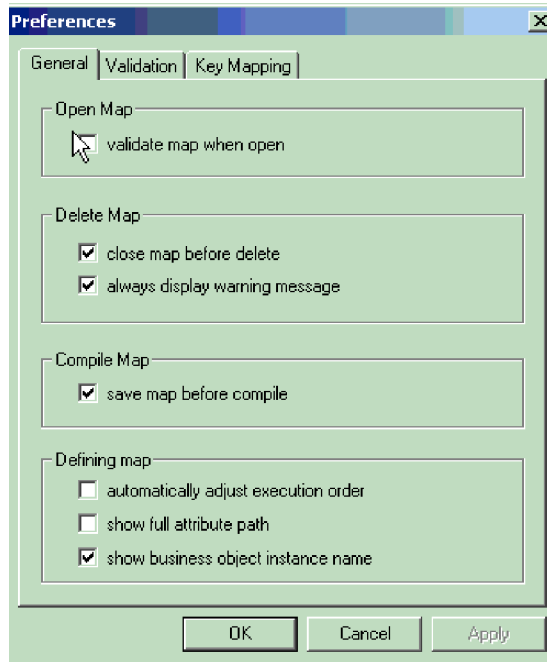 Preferences
General Validation Key Mapping
Open Map
validate map when open
Delete Map
close map before delete
always display warning message
Compile Map
save map before compile
Defining map
automatically adjust execution order
show full attribute path
show business object instance name
OK Cancel Apply